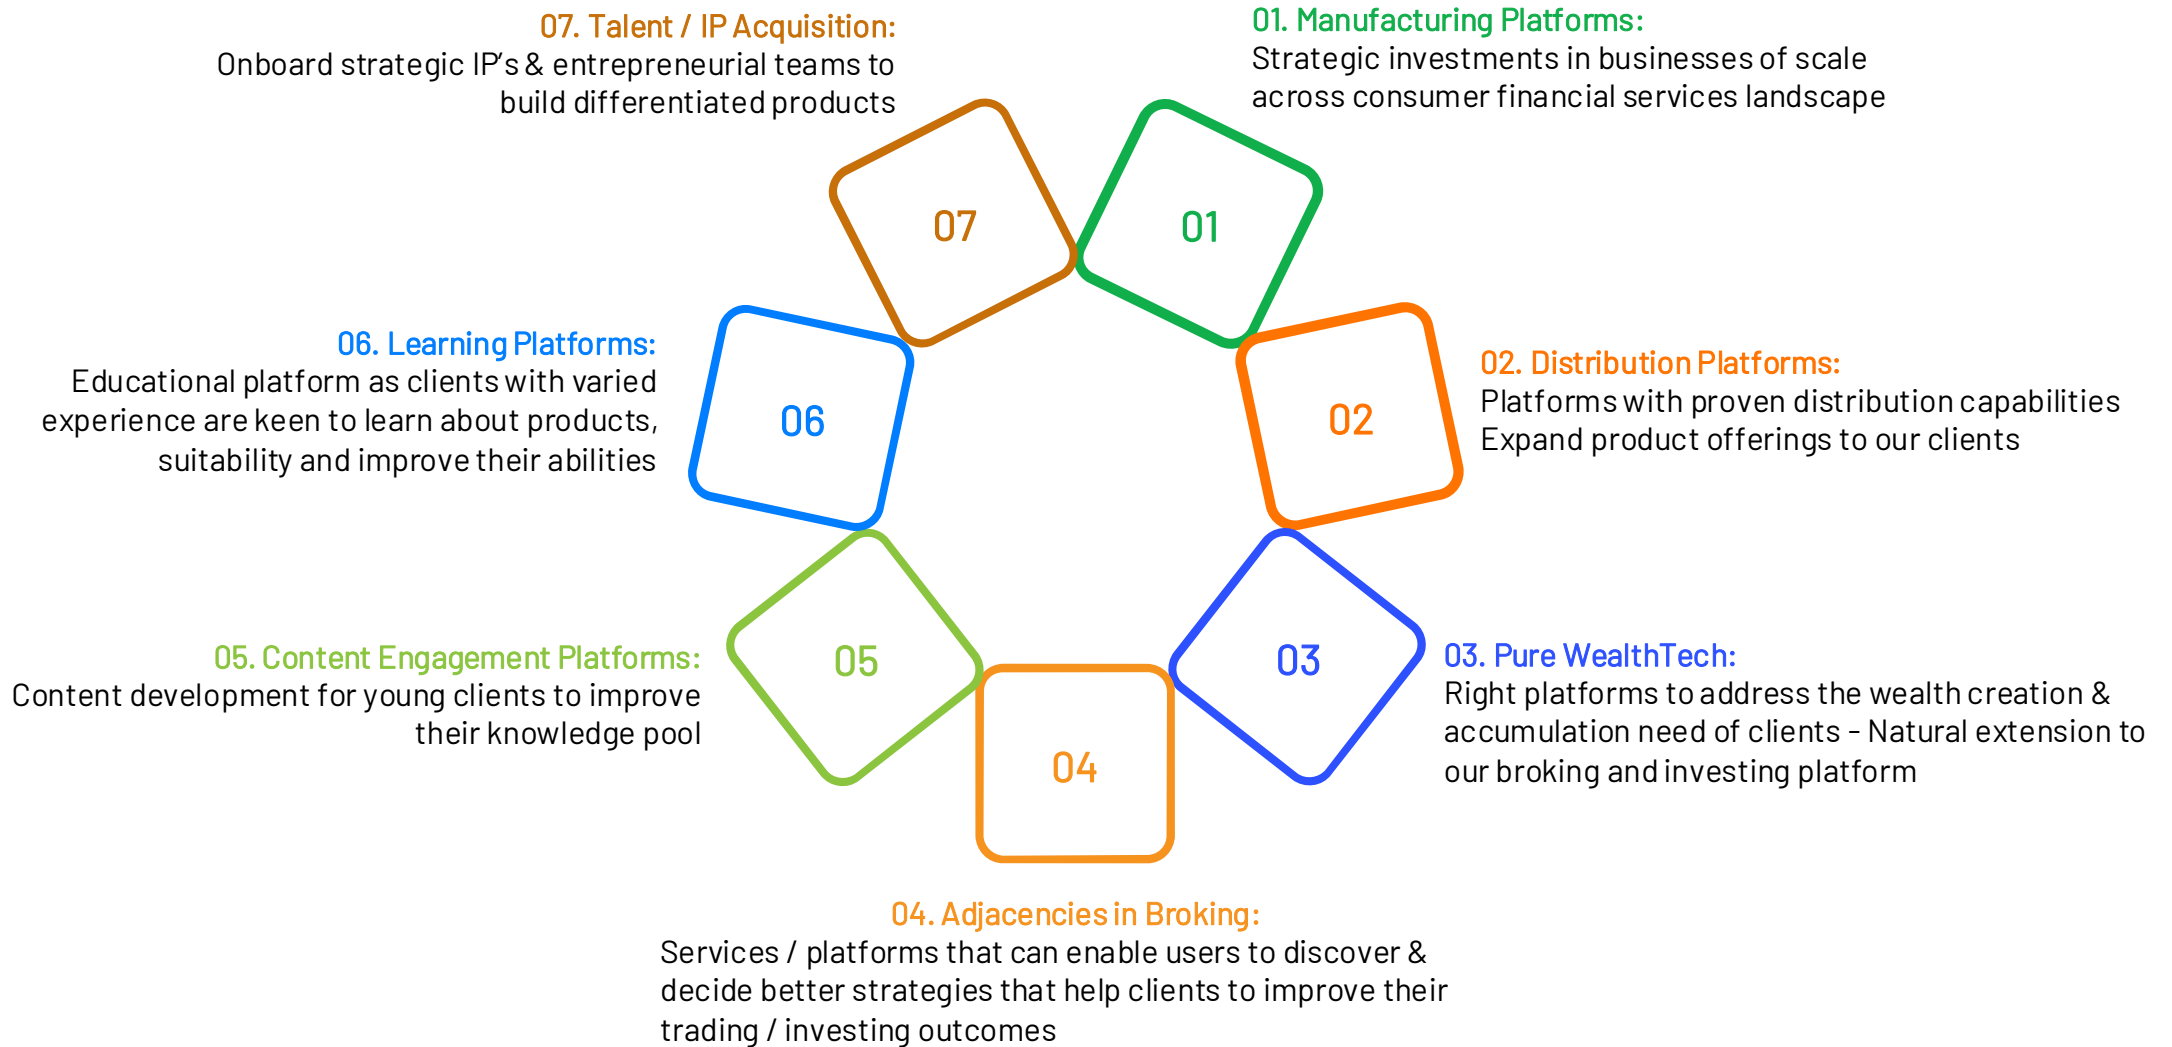 07. Talent / IP Acquisition:
Onboard strategic IP's & entrepreneurial teams to
build differentiated products
01. Manufacturing Platforms:
Strategic investments in businesses of scale
across consumer financial services landscape
07
01
06. Learning Platforms:
Educational platform as clients with varied
experience are keen to learn about products,
suitability and improve their abilities
06
02
02. Distribution Platforms:
Platforms with proven distribution capabilities
Expand product offerings to our clients
05. Content Engagement Platforms:
Content development for young clients to improve
their knowledge pool
05
03
03. Pure WealthTech:
Right platforms to address the wealth creation &
accumulation need of clients - Natural extension to
our broking and investing platform
04
04. Adjacencies in Broking:
Services / platforms that can enable users to discover &
decide better strategies that help clients to improve their
trading / investing outcomes